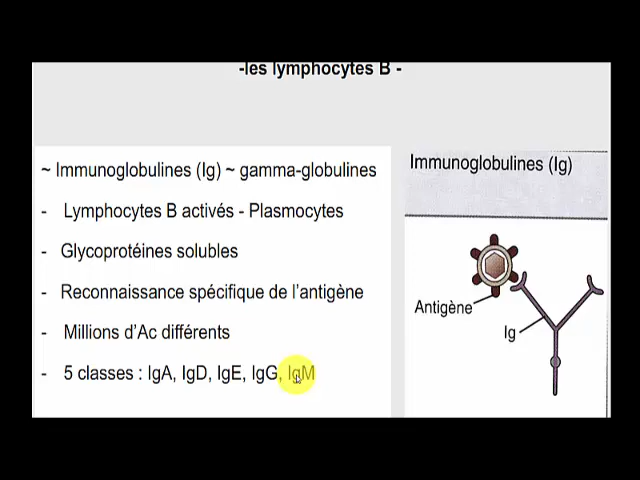 -les lymphocytes B -
~ Immunoglobulines (Ig) ~ gamma-globulines
- Lymphocytes B activés - Plasmocytes
- Glycoprotéines solubles
- Reconnaissance spécifique de l'antigène
- Millions d'Ac différents
- 5 classes : IgA, IgD, IgE, IgG, IgM
Immunoglobulines (Ig)
Antigène
Ig